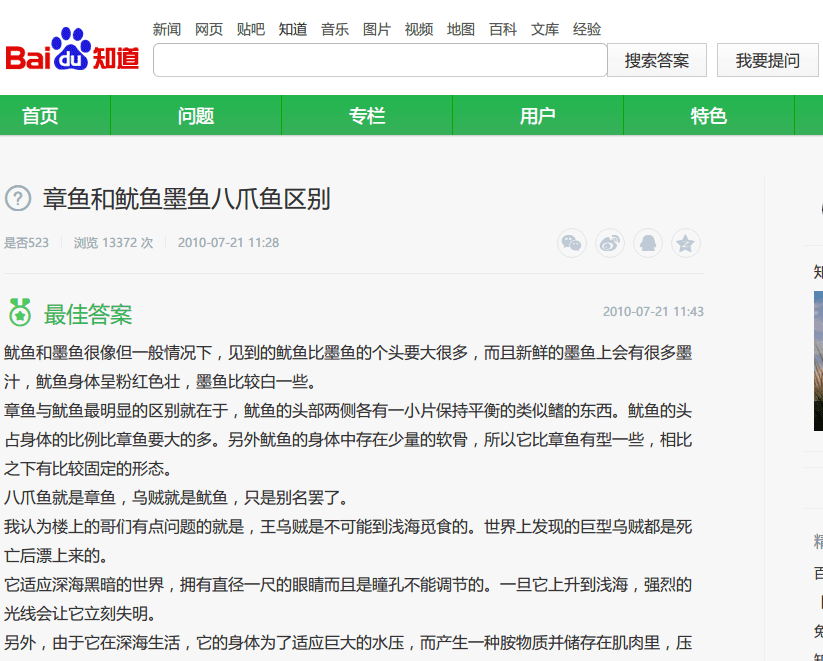 新闻 网页 贴吧 知道 音乐 图片 视频 地图 百科 文库 经验
Bai du 知道
搜索答案 我要提问
首页 问题 专栏 用户 特色
? 章鱼和鱿鱼墨鱼八爪鱼区别
是否523 浏览 13372 次 2010-07-21 11:28
最佳答案 2010-07-21 11:43
鱿鱼和墨鱼很像但一般情况下，见到的鱿鱼比墨鱼的个头要大很多，而且新鲜的墨鱼上会有很多墨
汁，鱿鱼身体呈粉红色壮，墨鱼比较白一些。
章鱼与鱿鱼最明显的区别就在于，鱿鱼的头部两侧各有一小片保持平衡的类似鳍的东西。鱿鱼的头
占身体的比例比章鱼要大的多。另外鱿鱼的身体中存在少量的软骨，所以它比章鱼有型一些，相比
之下有比较固定的形态。
八爪鱼就是章鱼，乌贼就是鱿鱼，只是别名罢了。
我认为楼上的哥们有点问题的就是，王乌贼是不可能到浅海觅食的。世界上发现的巨型乌贼都是死
亡后漂上来的。
它适应深海黑暗的世界，拥有直径一尺的眼睛而且是瞳孔不能调节的。一旦它上升到浅海，强烈的
光线会让它立刻失明。
另外，由于它在深海生活，它的身体为了适应巨大的水压，而产生一种胺物质并储存在肌肉里，压